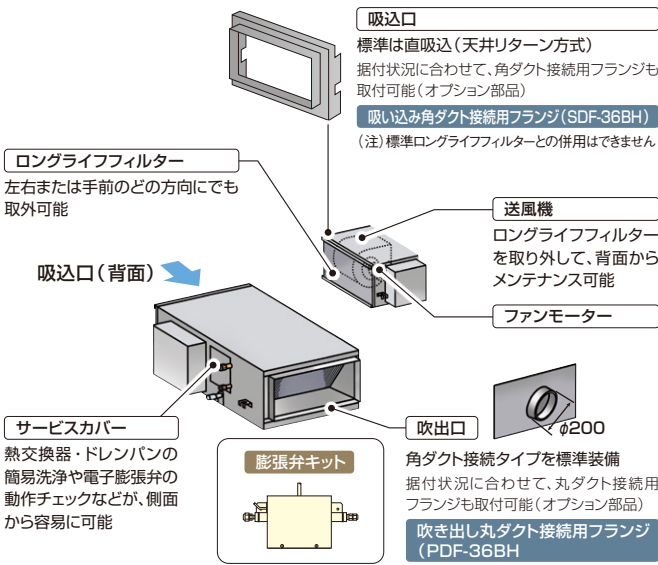 吸込口
標準は直吸込（天井リターン方式）
据付状況に合わせて、角ダクト接続用フランジも
取付可能（オプション部品）
吸い込み角ダクト接続用フランジ（SDF-36BH）
（注）標準ロングライフフィルターとの併用はできません
ロングライフフィルター
左右または手前のどの方向にでも
取外可能
送風機
ロングライフフィルター
を取り外して、背面から
メンテナンス可能
吸込口（背面）
ファンモーター
サービスカバー
熱交換器・ドレンパンの
簡易洗浄や電子膨張弁の
動作チェックなどが、側面
から容易に可能
膨張弁キット
吹出口
φ200
角ダクト接続タイプを標準装備
据付状況に合わせて、丸ダクト接続用
フランジも取付可能（オプション部品）
吹き出し丸ダクト接続用フランジ
（PDF-36BH